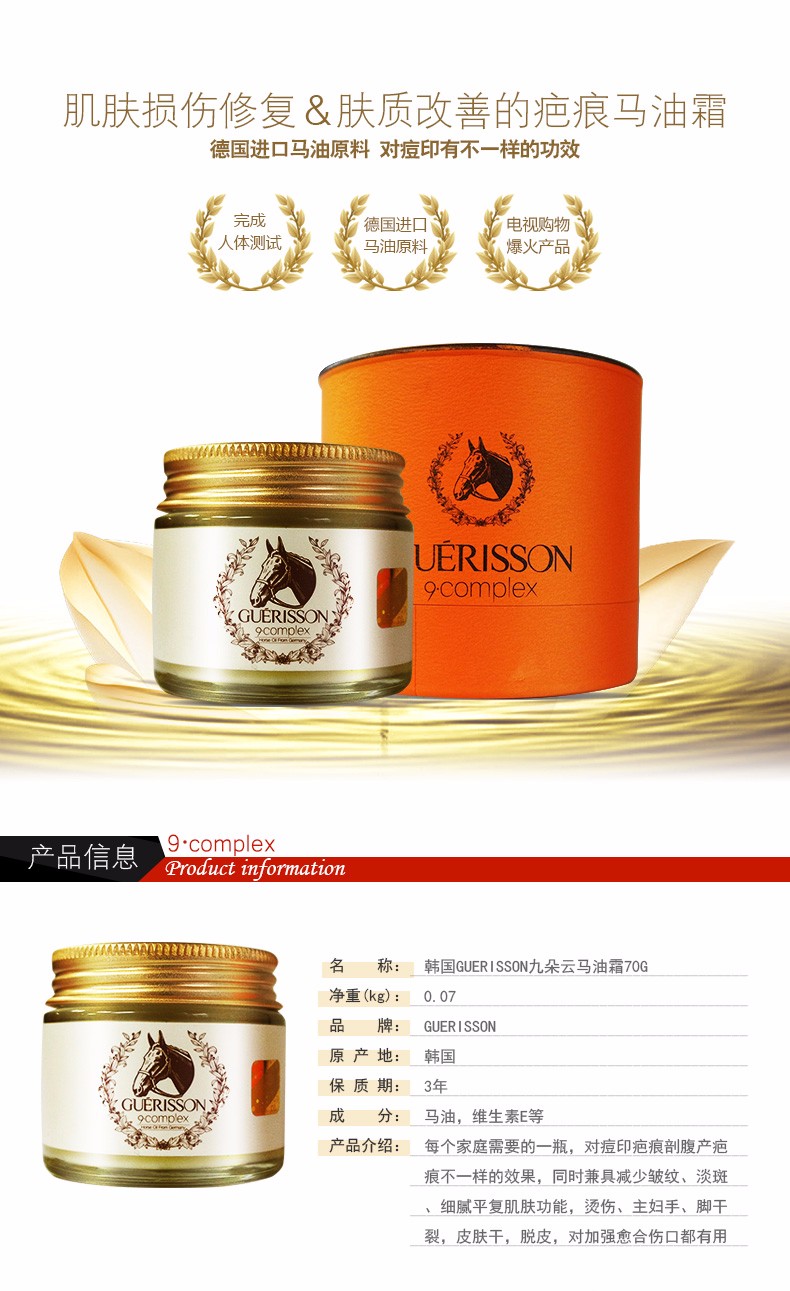 肌肤损伤修复&肤质改善的疤痕马油霜
德国进口马油原料 对痘印有不一样的功效
完成
人体测试
德国进口
马油原料
电视购物
爆火产品
GUÉRISSON
9·complex
Horse Oil From Germany
UÉRISSON
9·complex
产品信息
9·complex
Product information
GUÉRISSON
9·complex
Horse Oil From Germany
名 称： 韩国GUERISSON九朵云马油霜70G
净重(kg)： 0.07
品 牌： GUERISSON
原 产 地： 韩国
保 质 期： 3年
成 分： 马油，维生素E等
产品介绍： 每个家庭需要的一瓶，对痘印疤痕剖腹产疤
痕不一样的效果，同时兼具减少皱纹、淡斑
、细腻平复肌肤功能，烫伤、主妇手、脚干
裂，皮肤干，脱皮，对加强愈合伤口都有用